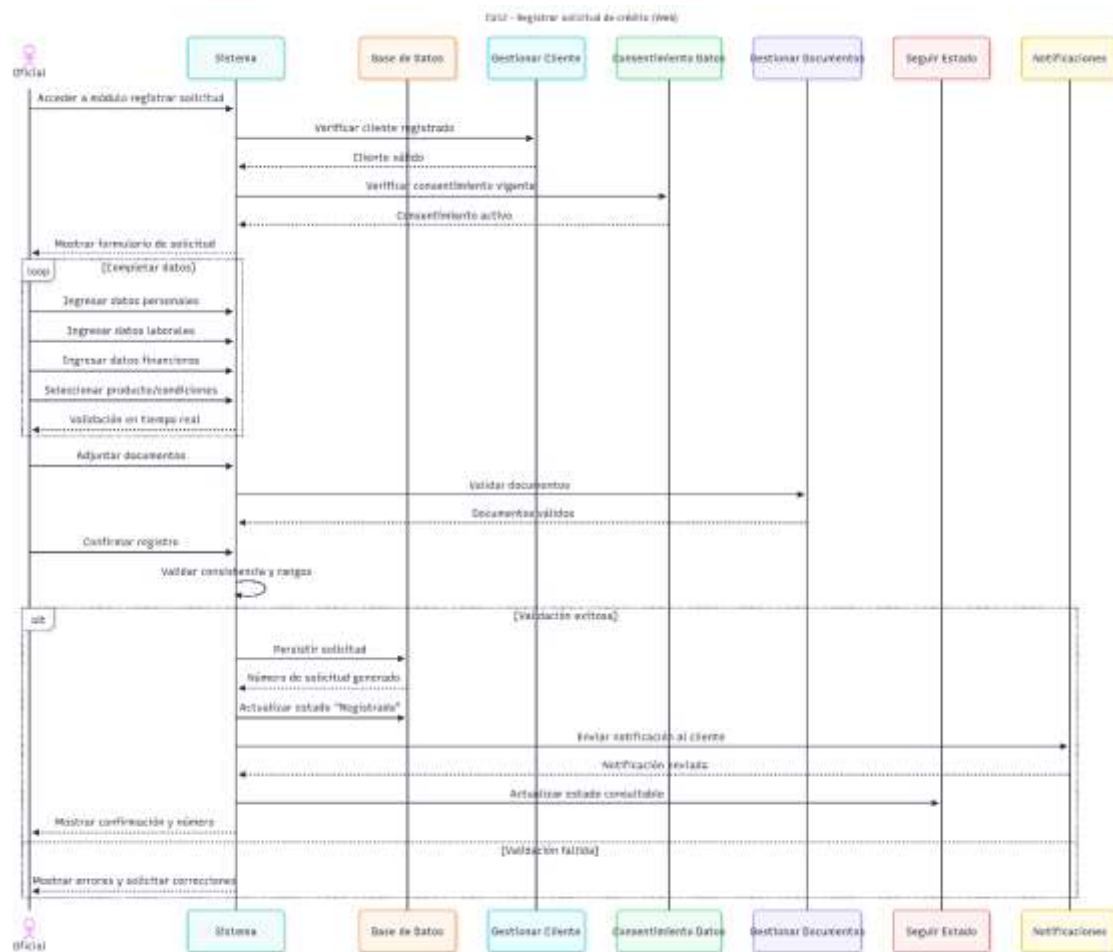 CU12 - Registrar solicitud de crédito (Web)
Oficial
Sistema
Base de Datos
Gestionar Cliente
Consentimiento Datos
Gestionar Documentos
Seguir Estado
Notificaciones
Acceder a módulo registrar solicitud
Verificar cliente registrado
Cliente válido
Verificar consentimiento vigente
Consentimiento activo
Mostrar formulario de solicitud
loop
[Completar datos]
Ingresar datos personales
Ingresar datos laborales
Ingresar datos financieros
Seleccionar producto/condiciones
Validación en tiempo real
Adjuntar documentos
Validar documentos
Documentos válidos
Confirmar registro
Validar consistencia y rangos
alt
[Validación exitosa]
Persistir solicitud
Número de solicitud generado
Actualizar estado "Registrada"
Enviar notificación al cliente
Notificación enviada
Actualizar estado consultable
Mostrar confirmación y número
[Validación fallida]
Mostrar errores y solicitar correcciones
Oficial
Sistema
Base de Datos
Gestionar Cliente
Consentimiento Datos
Gestionar Documentos
Seguir Estado
Notificaciones